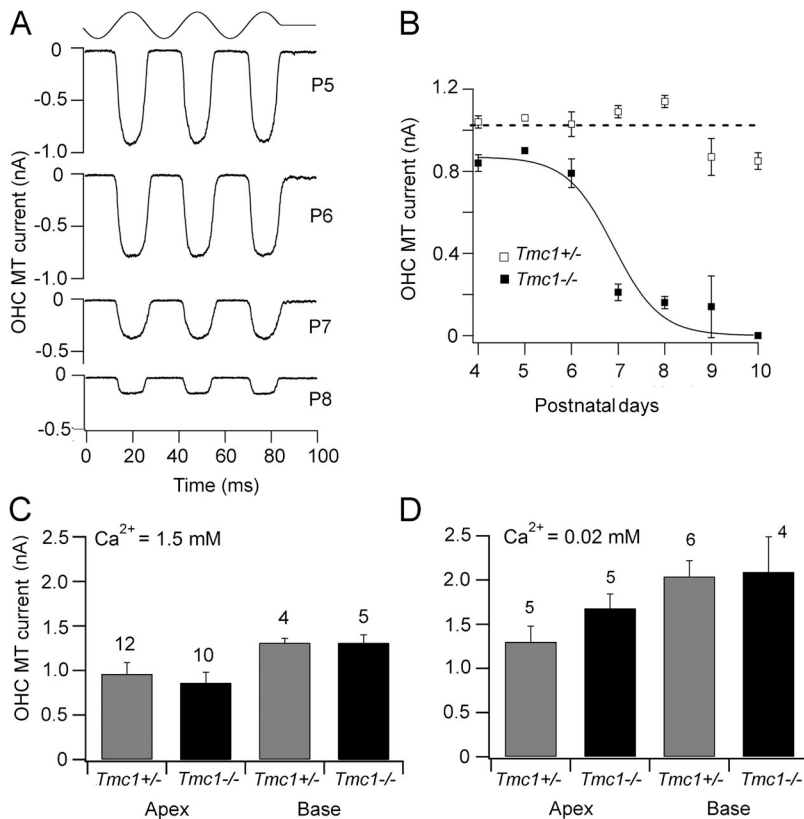 A
B
0
-0.5
-1.0
P5
0
-0.5
-1.0
P6
0
-0.5
P7
0
-0.5
P8
OHC MT current (nA)
0 20 40 60 80 100
Time (ms)
1.2
0.8
0.4
0
OHC MT current (nA)
Tmc1+/-
Tmc1-/-
4 5 6 7 8 9 10
Postnatal days
C
Ca2+ = 1.5 mM
2.5
2.0
1.5
1.0
0.5
0
OHC MT current (nA)
12 10 4 5
Tmc1+/- Tmc1-/- Tmc1+/- Tmc1-/-
Apex Base
D
Ca2+ = 0.02 mM
2.5
2.0
1.5
1.0
0.5
0
5 5 6 4
Tmc1+/- Tmc1-/- Tmc1+/- Tmc1-/-
Apex Base